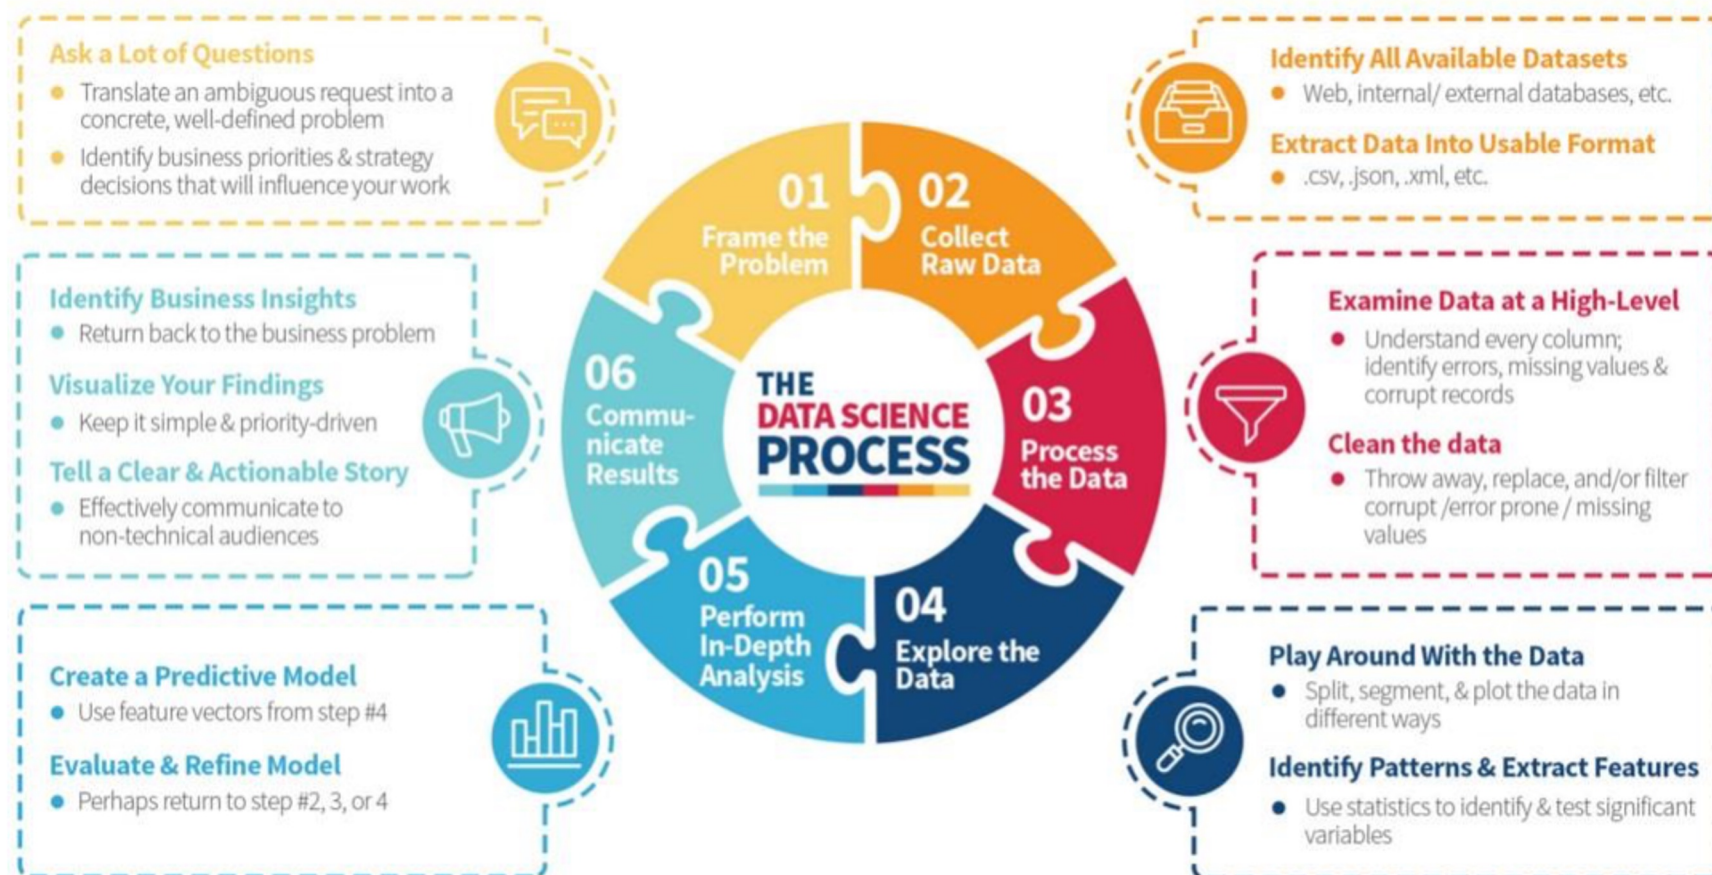 Ask a Lot of Questions
Translate an ambiguous request into a
concrete, well-defined problem
Identify business priorities & strategy
decisions that will influence your work
Identify All Available Datasets
Web, internal/ external databases, etc.
Extract Data Into Usable Format
.csv, .json, .xml, etc.
01
Frame the
Problem
02
Collect
Raw Data
Identify Business Insights
Return back to the business problem
Visualize Your Findings
Keep it simple & priority-driven
Tell a Clear & Actionable Story
Effectively communicate to
non-technical audiences
06
Commu-
nicate
Results
THE
DATA SCIENCE
PROCESS
03
Process
the Data
Examine Data at a High-Level
Understand every column;
identify errors, missing values &
corrupt records
Clean the data
Throw away, replace, and/or filter
corrupt /error prone / missing
values
05
Perform
In-Depth
Analysis
04
Explore the
Data
Create a Predictive Model
Use feature vectors from step #4
Evaluate & Refine Model
Perhaps return to step #2, 3, or 4
Play Around With the Data
Split, segment, & plot the data in
different ways
Identify Patterns & Extract Features
Use statistics to identify & test significant
variables